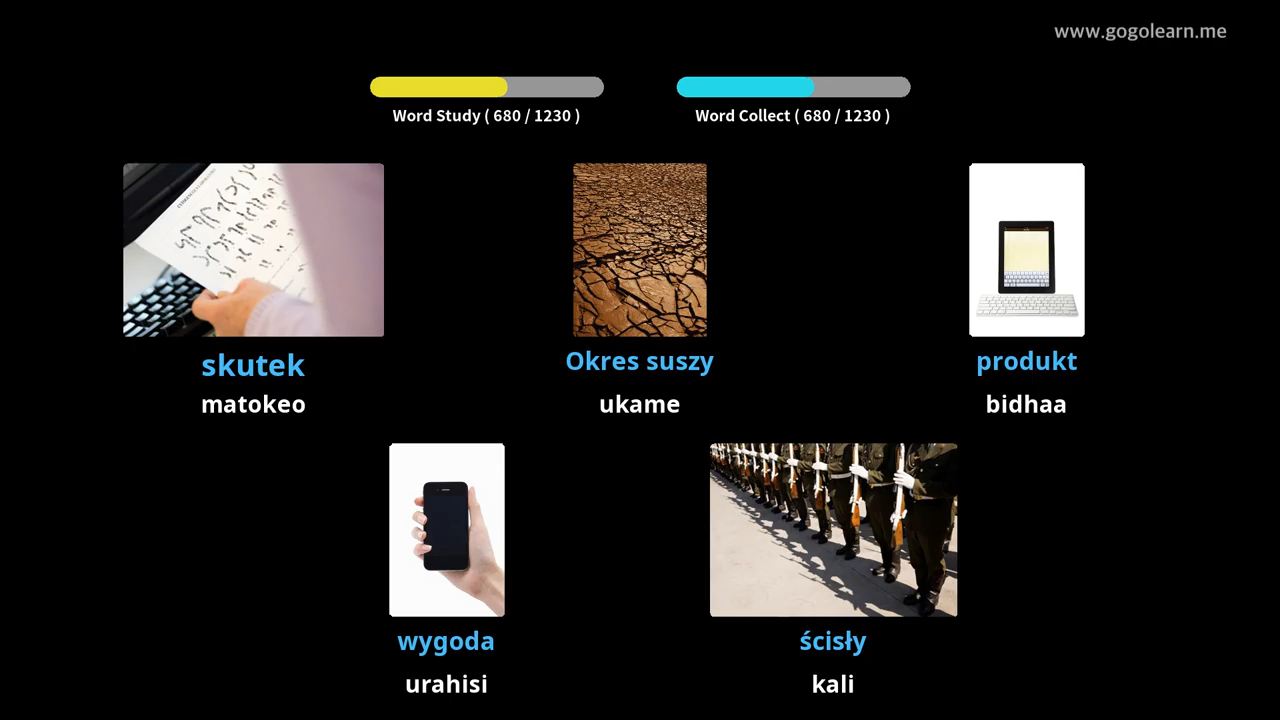 www.gogolearn.me
Word Study ( 680 / 1230 )
Word Collect ( 680 / 1230 )
skutek
matokeo
Okres suszy
ukame
produkt
bidhaa
wygoda
urahisi
ścisły
kali